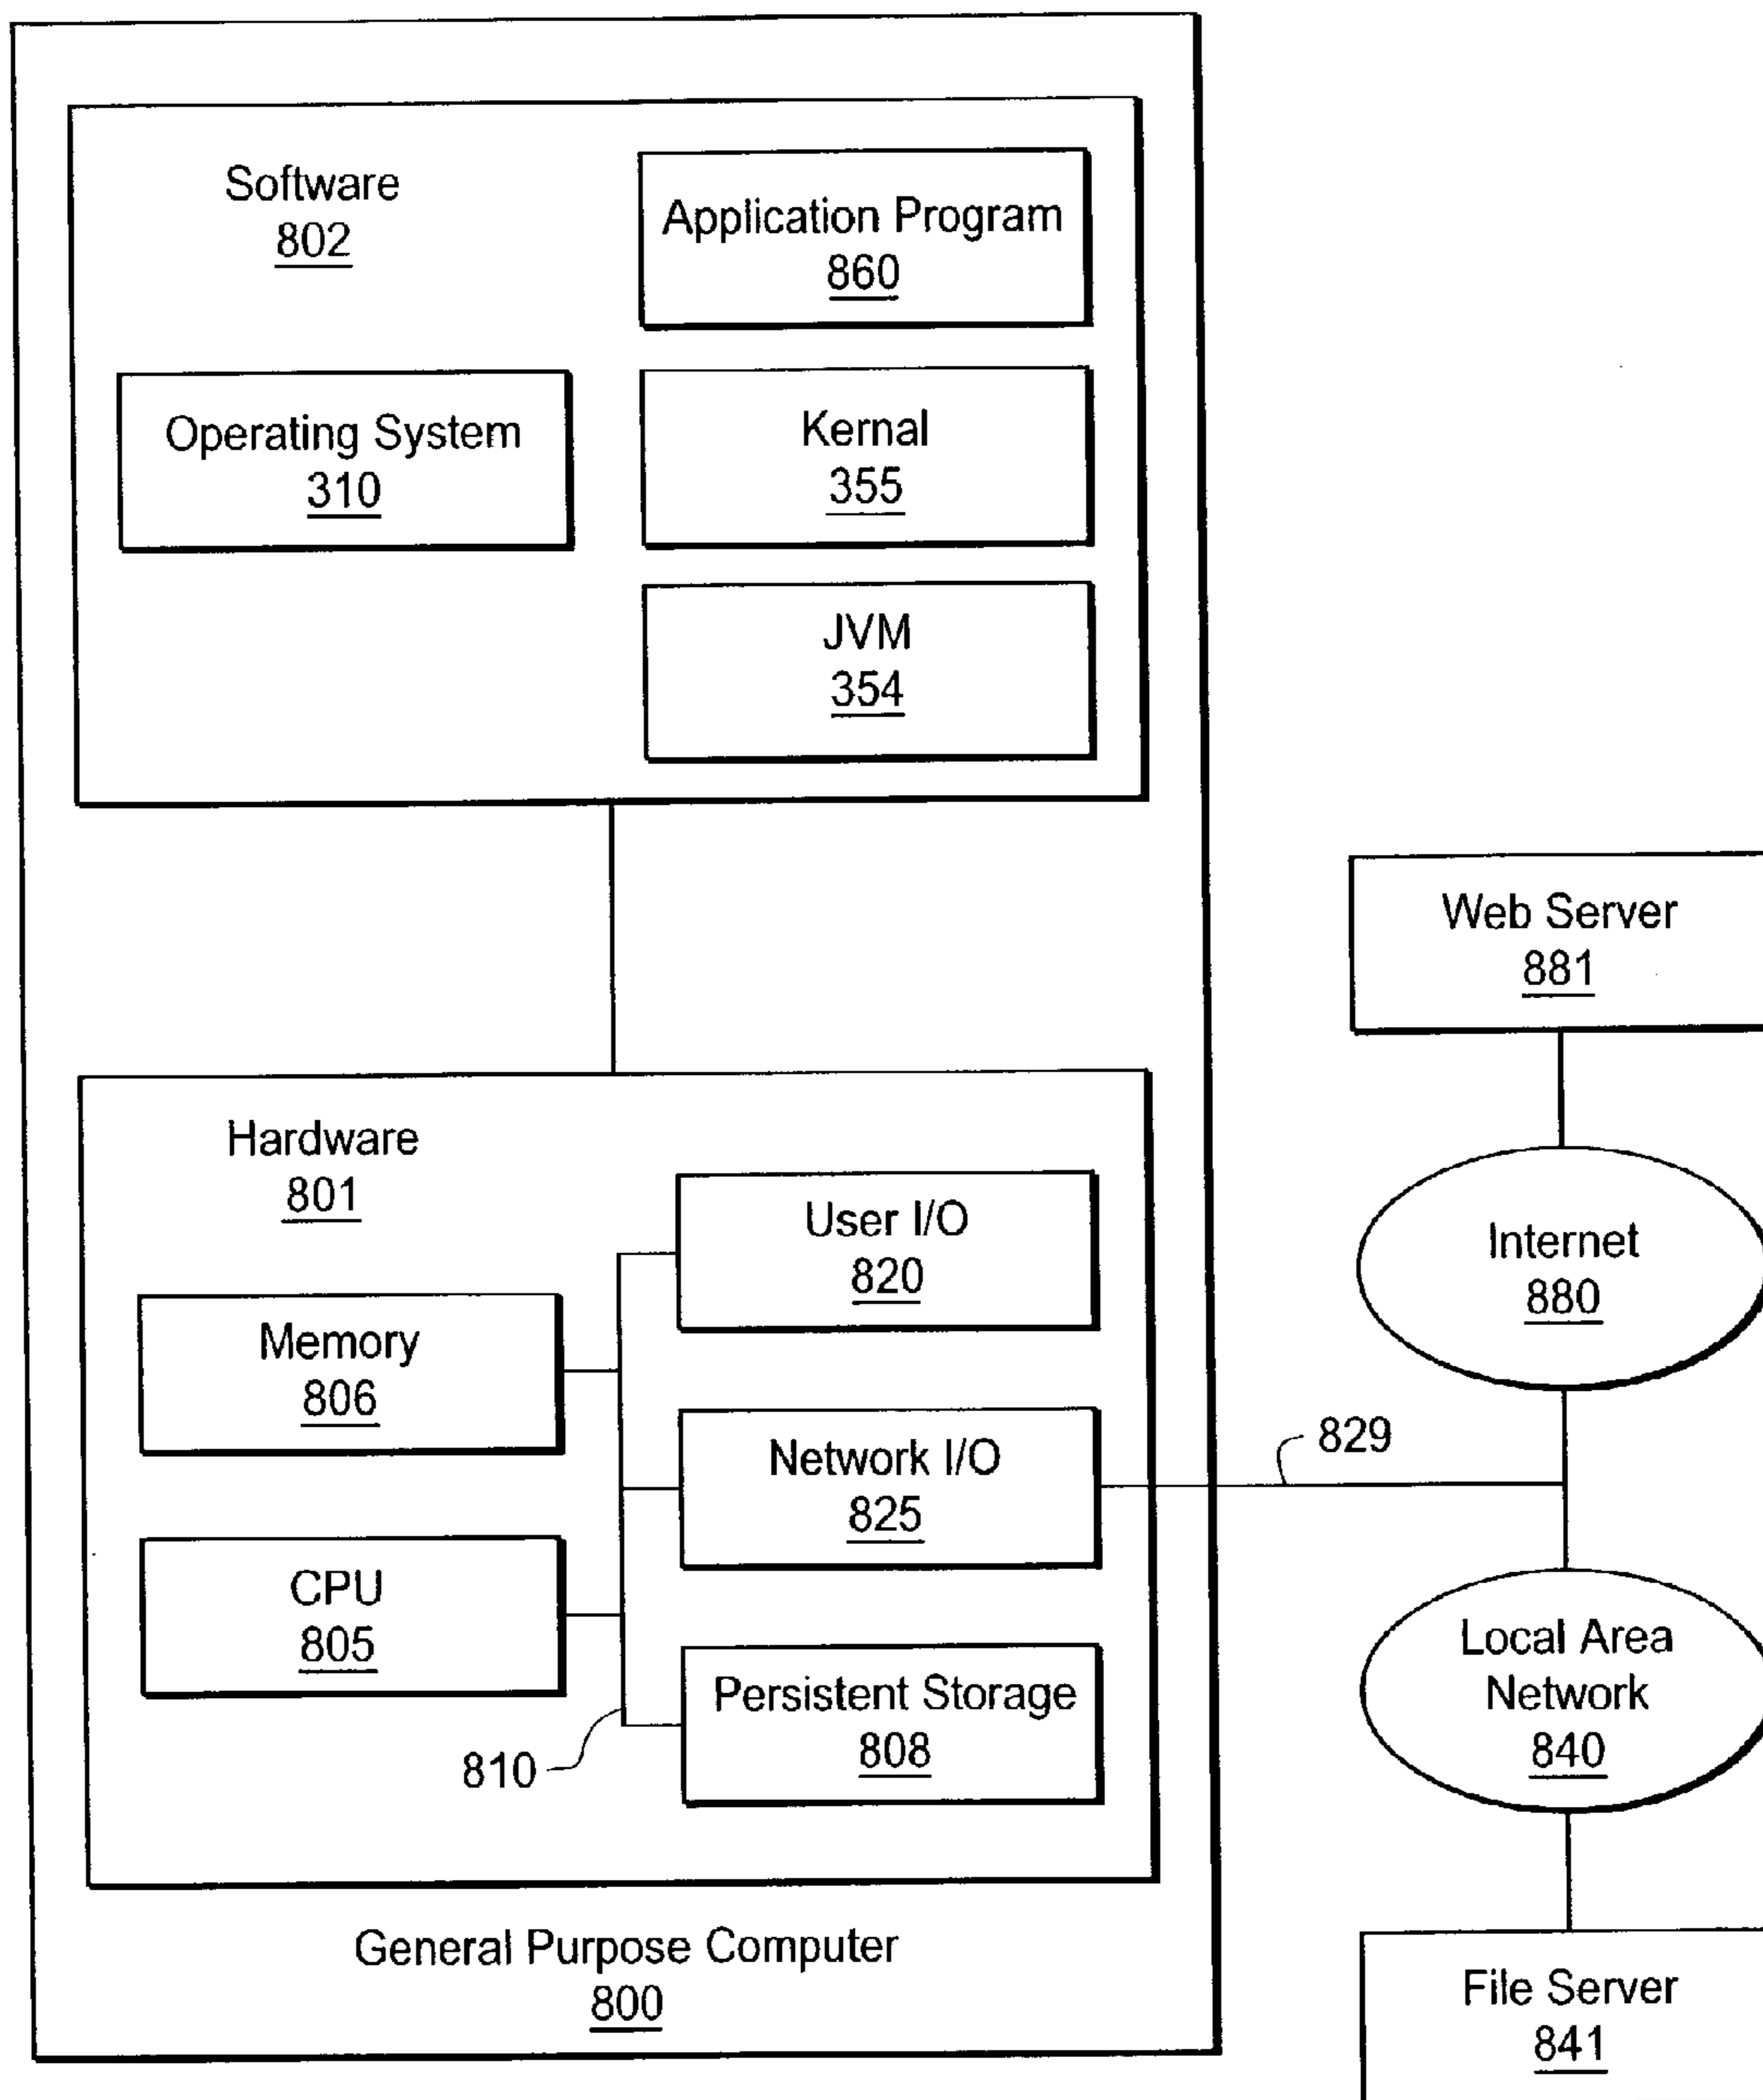 Software
802
Application Program
860
Operating System
310
Kernal
355
JVM
354
Hardware
801
User I/O
820
Memory
806
Network I/O
825
CPU
805
Persistent Storage
808
810
General Purpose Computer
800
Web Server
881
Internet
880
829
Local Area
Network
840
File Server
841